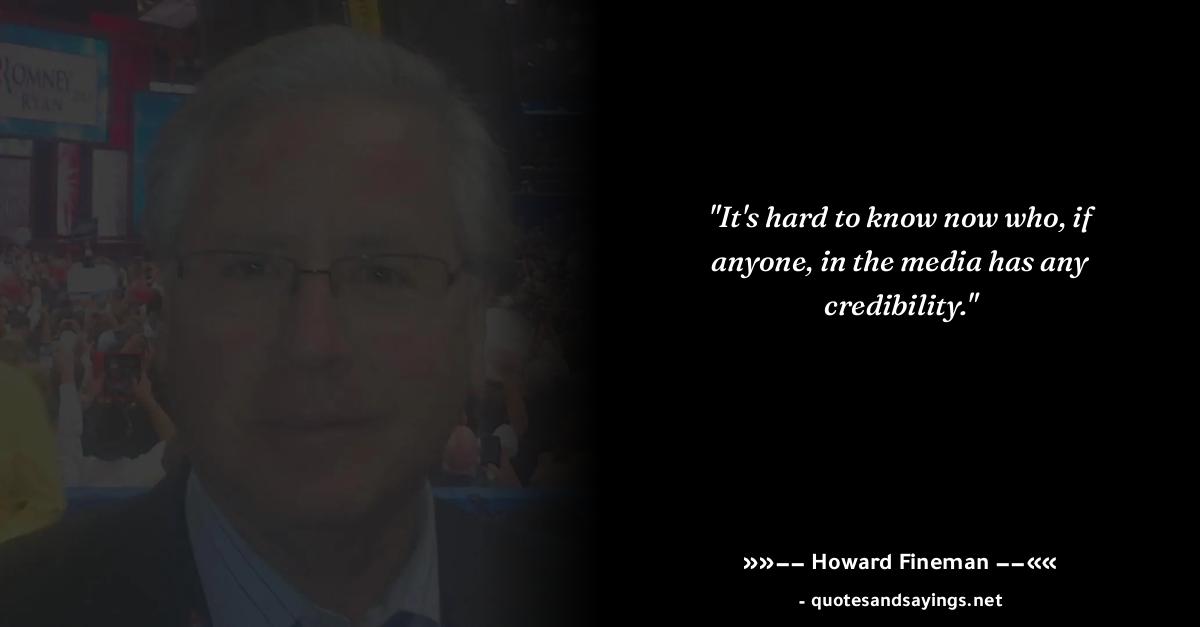 ROMNEY
RYAN
"It's hard to know now who, if
anyone, in the media has any
credibility."
»»–– Howard Fineman ––««
- quotesandsayings.net